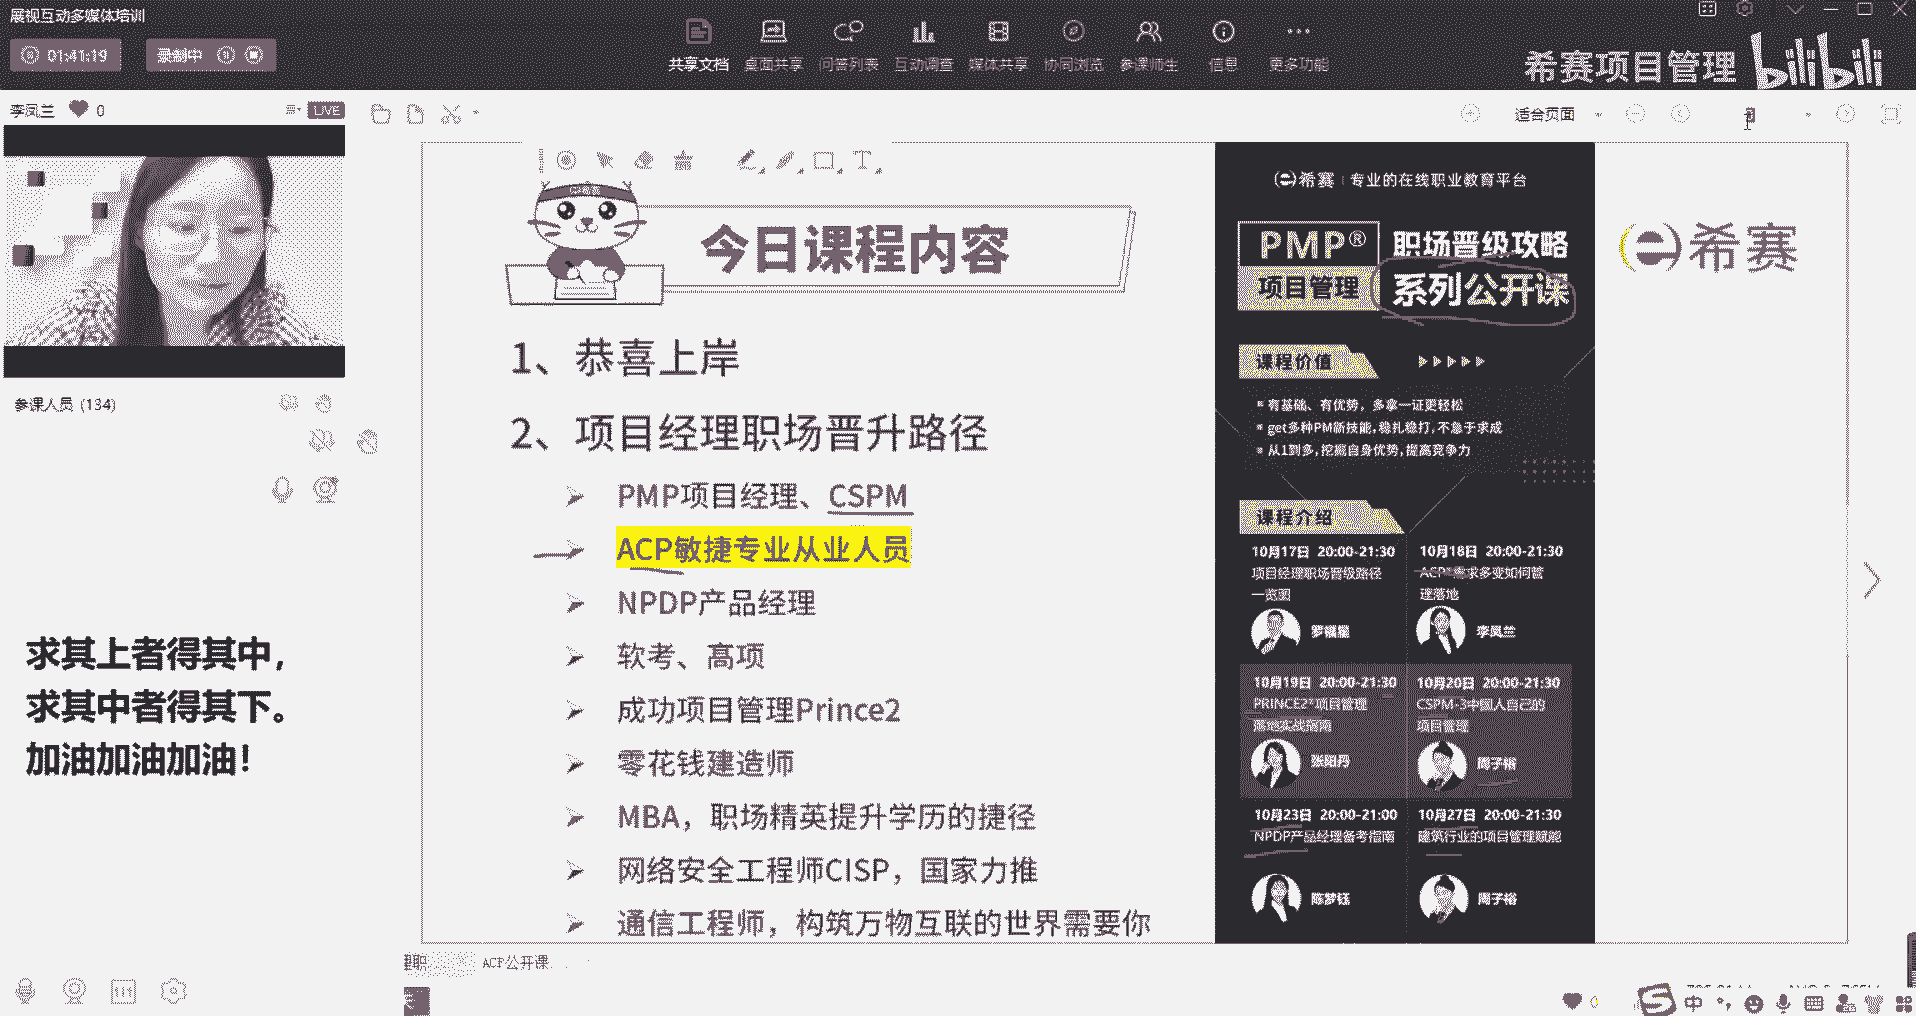 展视互动多媒体培训
01:41:19
录制中
共享文档
桌面共享
问答列表
互动调查
媒体共享
协同浏览
参课师生
信息
更多功能
希赛项目管理
bilibili
李凤兰
0
LIVE
适合页面
参课人员 (134)
求其上者得其中，
求其中者得其下。
加油加油加油！
今日课程内容
1、恭喜上岸
2、项目经理职场晋升路径
PMP项目经理、CSPM
ACP敏捷专业从业人员
NPDP产品经理
软考、高项
成功项目管理Prince2
零花钱建造师
MBA，职场精英提升学历的捷径
网络安全工程师CISP，国家力推
通信工程师，构筑万物互联的世界需要你
希赛 | 专业的在线职业教育平台
PMP® 职场晋级攻略
项目管理 系列公开课
课程价值
有基础、有优势，多拿一证更轻松
get多种PM新技能，稳扎稳打，不急于求成
从1到多，挖掘自身优势，提高竞争力
课程介绍
10月17日 20:00-21:30
项目经理职场晋级路径
一览图
10月18日 20:00-21:30
ACP®需求多变如何管
理落地
李凤兰
10月19日 20:00-21:30
PRINCE2®项目管理
落地实战指南
张阳丹
10月20日 20:00-21:30
CSPM-3中国人自己的
项目管理
周子裕
10月23日 20:00-21:00
NPDP产品经理备考指南
陈梦钰
10月27日 20:00-21:30
建筑行业的项目管理赋能
周子裕
希赛
ACP公开课
中